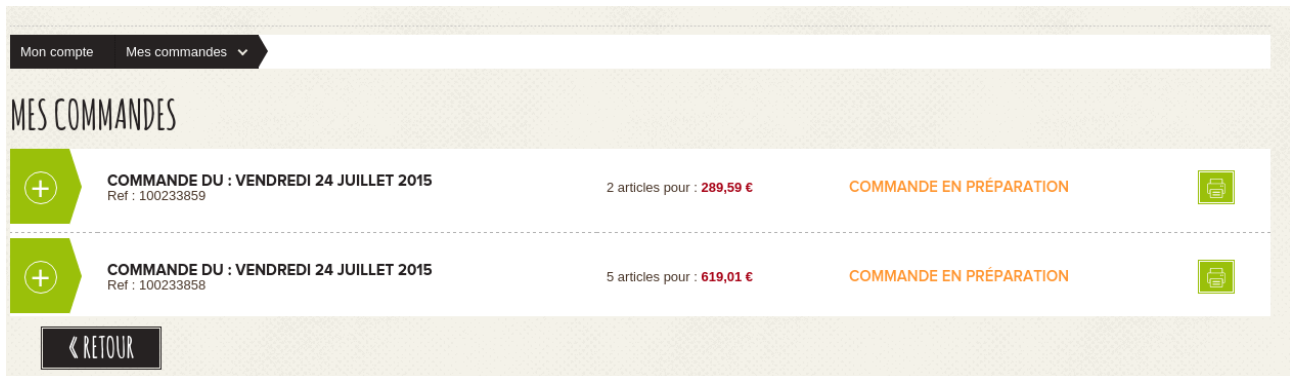 Mon compte Mes commandes
MES COMMANDES
COMMANDE DU : VENDREDI 24 JUILLET 2015
Ref : 100233859
2 articles pour : 289,59 €
COMMANDE EN PRÉPARATION
COMMANDE DU : VENDREDI 24 JUILLET 2015
Ref : 100233858
5 articles pour : 619,01 €
COMMANDE EN PRÉPARATION
« RETOUR